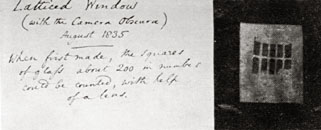 Latticed Window
(with the Camera Obscura)
August 1835
When first made, the squares
of glass about 200 in number
could be counted, with help
of a lens.